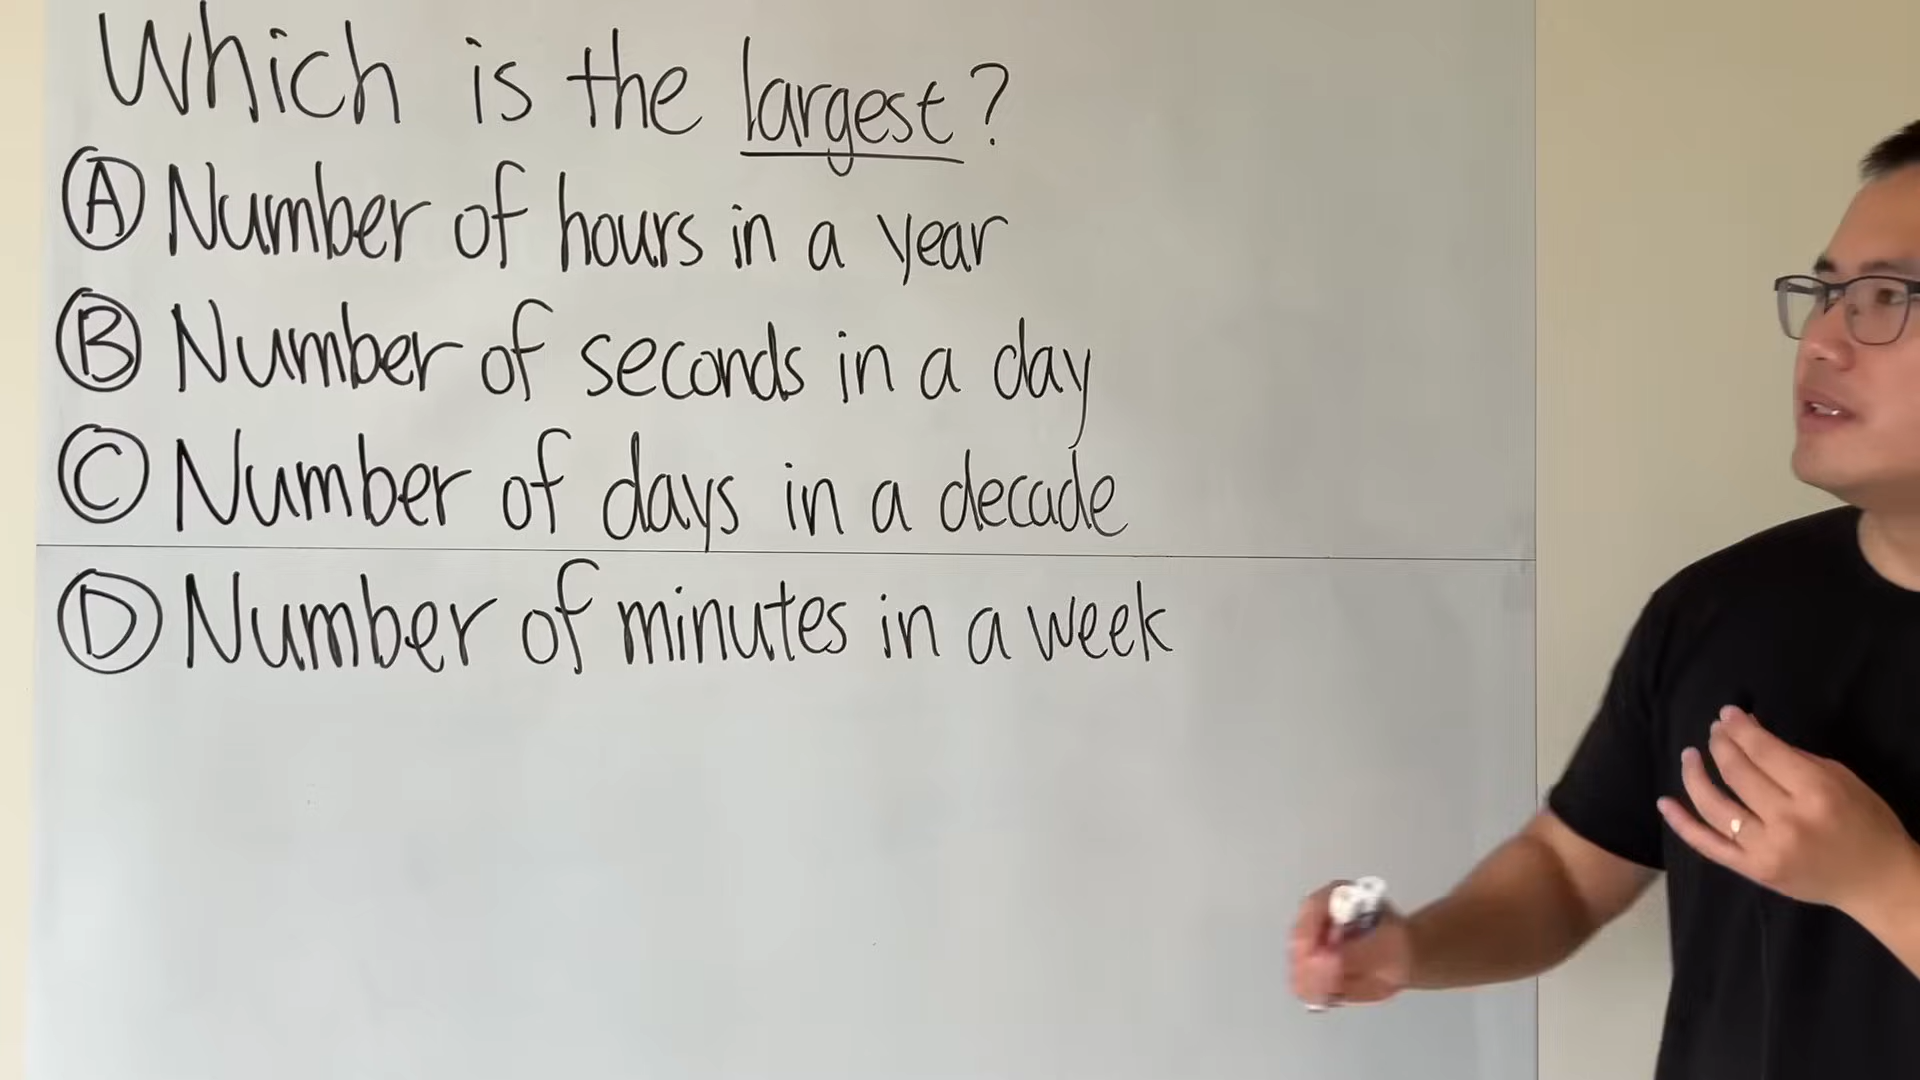 Which is the largest?
Ⓐ Number of hours in a year
Ⓑ Number of seconds in a day
Ⓒ Number of days in a decade
Ⓓ Number of minutes in a week